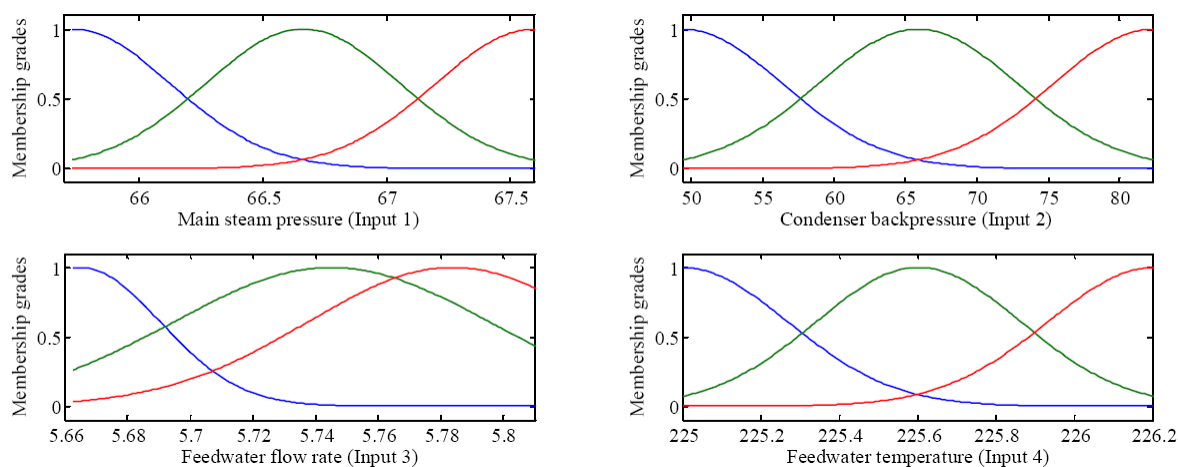 Membership grades
1
0.5
0
66 66.5 67 67.5
Main steam pressure (Input 1)
Membership grades
1
0.5
0
50 55 60 65 70 75 80
Condenser backpressure (Input 2)
Membership grades
1
0.5
0
5.66 5.68 5.7 5.72 5.74 5.76 5.78 5.8
Feedwater flow rate (Input 3)
Membership grades
1
0.5
0
225 225.2 225.4 225.6 225.8 226 226.2
Feedwater temperature (Input 4)